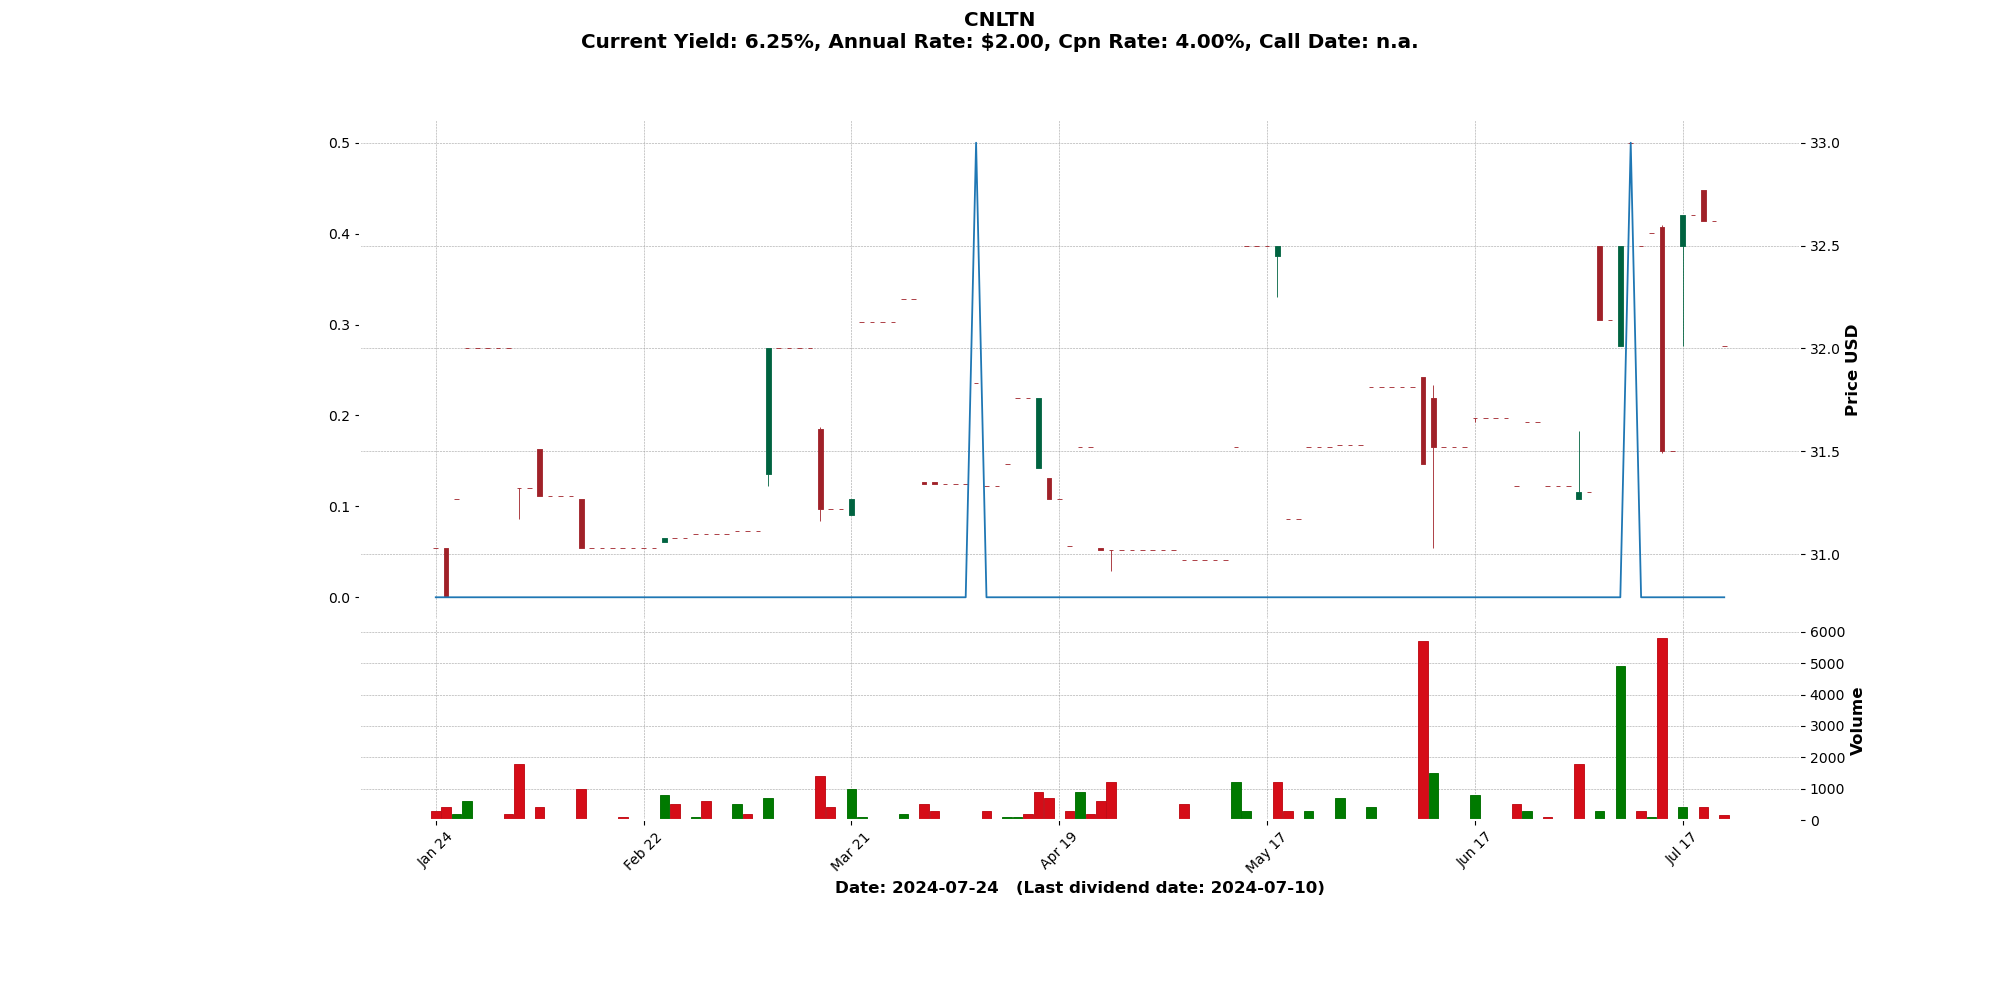 CNLTN
Current Yield: 6.25%, Annual Rate: $2.00, Cpn Rate: 4.00%, Call Date: n.a.
0.5
0.4
0.3
0.2
0.1
0.0
33.0
32.5
32.0
31.5
31.0
Price USD
6000
5000
4000
3000
2000
1000
0
Volume
Jan 24
Feb 22
Mar 21
Apr 19
May 17
Jun 17
Jul 17
Date: 2024-07-24   (Last dividend date: 2024-07-10)